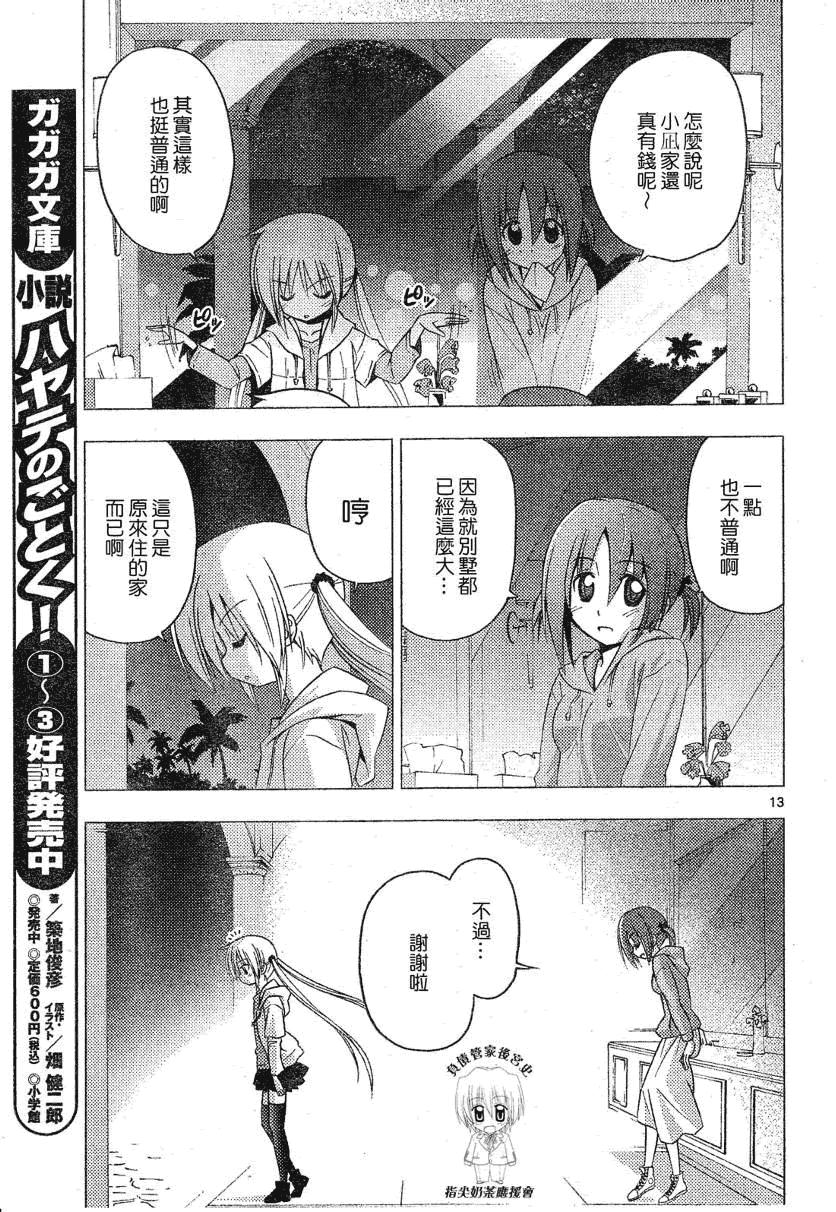 怎麼說呢
小凪家還
真有錢呢~
其實這樣
也挺普通的啊
ピッ
ピッ
一點
也不普通啊
因為就別墅都
已經這麼大…
哼
這只是
原來住的家
而已啊
13
不過…
謝謝啦
負債管家後宮史
指尖奶茶應援會
ガガガ文庫
小説ハヤテのごとく!①~③好評発売中
著/築地俊彦
原作・イラスト/畑健二郎
◎発売中 ◎定価600円(税込) ◎小学館